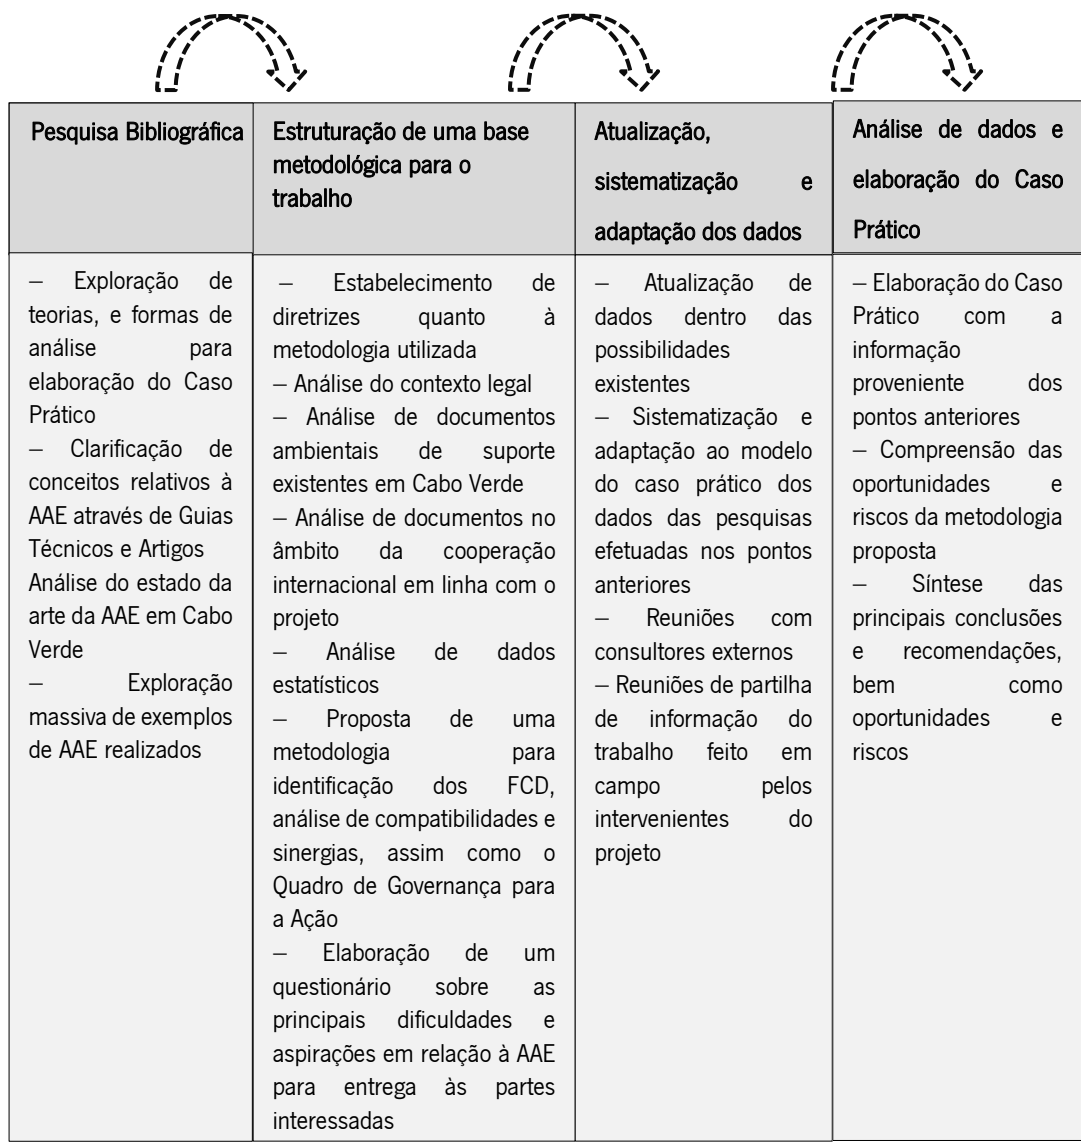 Pesquisa Bibliográfica
– Exploração de
teorias, e formas de
análise para
elaboração do Caso
Prático
– Clarificação de
conceitos relativos à
AAE através de Guias
Técnicos e Artigos
Análise do estado da
arte da AAE em Cabo
Verde
– Exploração
massiva de exemplos
de AAE realizados
Estruturação de uma base
metodológica para o
trabalho
– Estabelecimento de
diretrizes quanto à
metodologia utilizada
– Análise do contexto legal
– Análise de documentos
ambientais de suporte
existentes em Cabo Verde
– Análise de documentos no
âmbito da cooperação
internacional em linha com o
projeto
– Análise de dados
estatísticos
– Proposta de uma
metodologia para
identificação dos FCD,
análise de compatibilidades e
sinergias, assim como o
Quadro de Governança para
a Ação
– Elaboração de um
questionário sobre as
principais dificuldades e
aspirações em relação à AAE
para entrega às partes
interessadas
Atualização,
sistematização e
adaptação dos dados
– Atualização de
dados dentro das
possibilidades
existentes
– Sistematização e
adaptação ao modelo
do caso prático dos
dados das pesquisas
efetuadas nos pontos
anteriores
– Reuniões com
consultores externos
– Reuniões de partilha
de informação do
trabalho feito em
campo pelos
intervenientes do
projeto
Análise de dados e
elaboração do Caso
Prático
– Elaboração do Caso
Prático com a
informação
proveniente dos
pontos anteriores
– Compreensão das
oportunidades e
riscos da metodologia
proposta
– Síntese das
principais conclusões
e recomendações,
bem como
oportunidades e
riscos